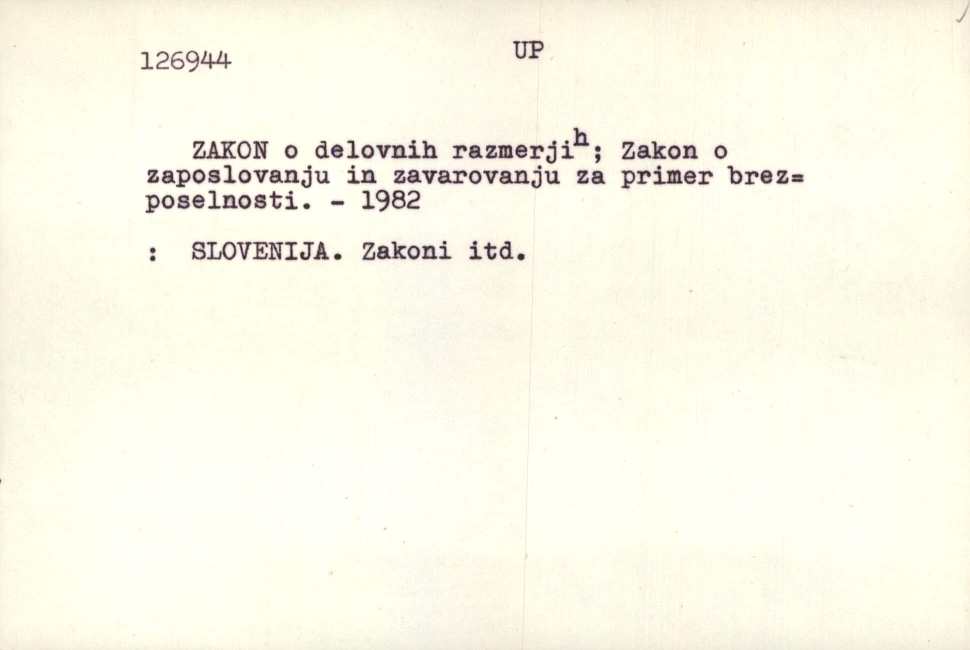 126944 UP
ZAKON o delovnih razmerjih; Zakon o
zaposlovanju in zavarovanju za primer brez=
poselnosti. - 1982
: SLOVENIJA. Zakoni itd.